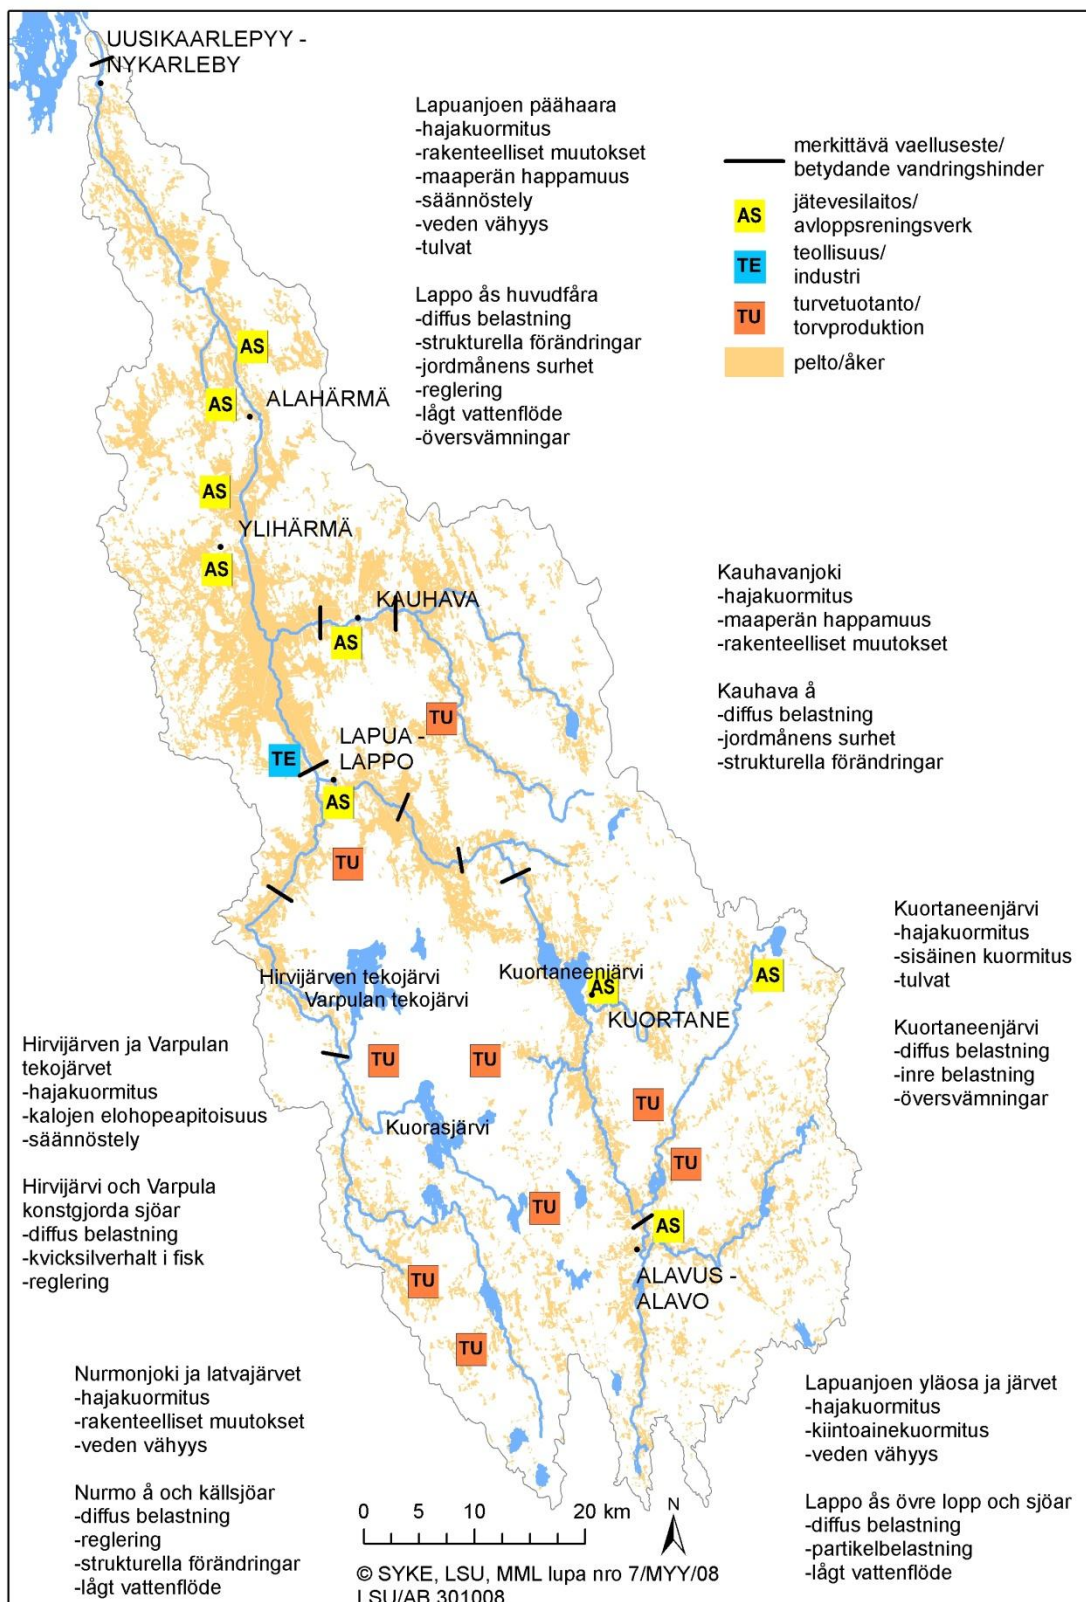 UUSIKAARLEPYY -
NYKARLEBY
Lapuanjoen päähaara
-hajakuormitus
-rakenteelliset muutokset
-maaperän happamuus
-säännöstely
-veden vähyys
-tulvat
Lappo ås huvudfåra
-diffus belastning
-strukturella förändringar
-jordmånens surhet
-reglering
-lågt vattenflöde
-översvämningar
merkittävä vaelluseste/
betydande vandringshinder
AS
jätevesilaitos/
avloppsreningsverk
TE
teollisuus/
industri
TU
turvetuotanto/
torvproduktion
pelto/åker
AS
AS
ALAHÄRMÄ
AS
YLIHÄRMÄ
AS
KAUHAVA
AS
Kauhavanjoki
-hajakuormitus
-maaperän happamuus
-rakenteelliset muutokset
Kauhava å
-diffus belastning
-jordmånens surhet
-strukturella förändringar
TU
LAPUA -
LAPPO
TE
AS
TU
Kuortaneenjärvi
-hajakuormitus
-sisäinen kuormitus
-tulvat
Kuortaneenjärvi
-diffus belastning
-inre belastning
-översvämningar
Hirvijärven tekojärvi
Varpulan tekojärvi
Kuortaneenjärvi
AS
AS
KUORTANE
Hirvijärven ja Varpulan
tekojärvet
-hajakuormitus
-kalojen elohopeapitoisuus
-säännöstely
Hirvijärvi och Varpula
konstgjorda sjöar
-diffus belastning
-kvicksilverhalt i fisk
-reglering
TU
TU
TU
Kuorasjärvi
TU
TU
AS
ALAVUS -
ALAVO
TU
TU
Nurmonjoki ja latvajärvet
-hajakuormitus
-rakenteelliset muutokset
-veden vähyys
Nurmo å och källsjöar
-diffus belastning
-reglering
-strukturella förändringar
-lågt vattenflöde
Lapuanjoen yläosa ja järvet
-hajakuormitus
-kiintoainekuormitus
-veden vähyys
Lappo ås övre lopp och sjöar
-diffus belastning
-partikelbelastning
-lågt vattenflöde
0 5 10 20 km
N
© SYKE, LSU, MML lupa nro 7/MYY/08
LSU/AB 301008